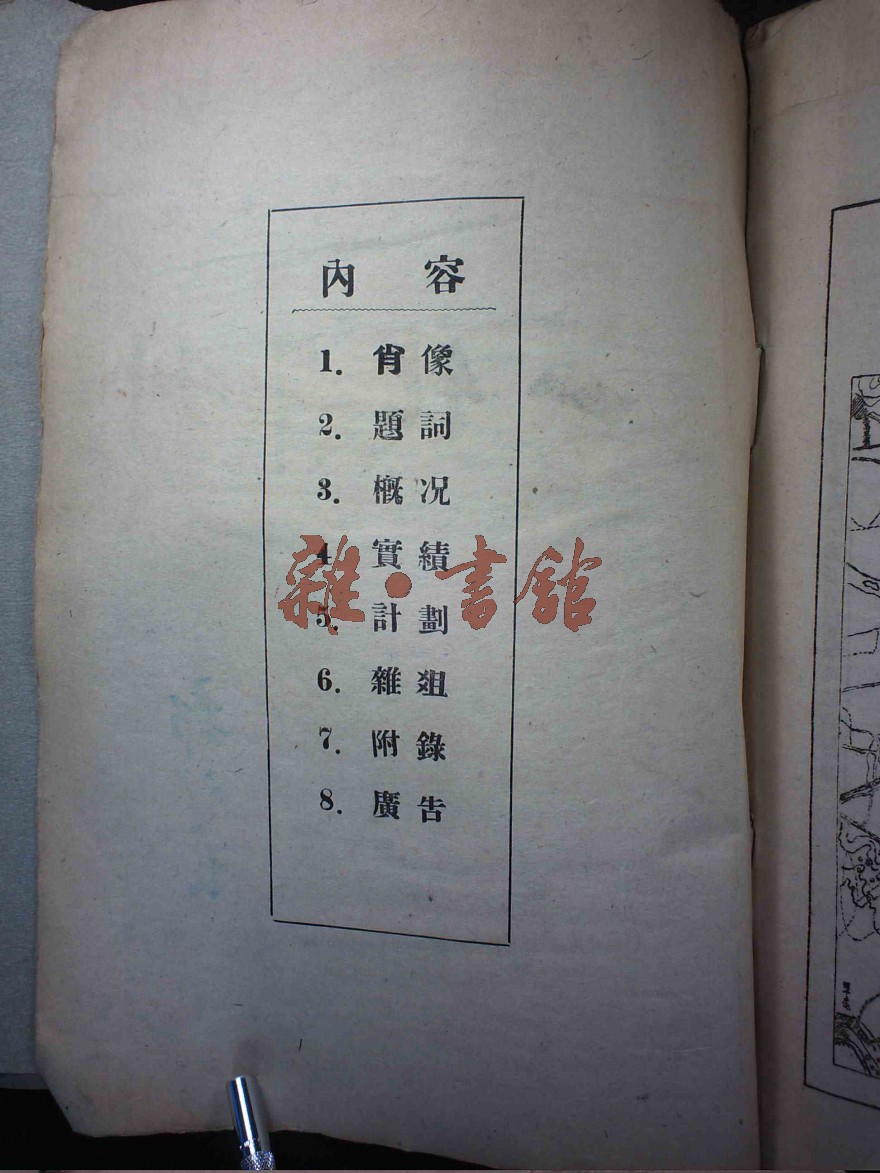 內容
1. 肖像
2. 題詞
3. 概况
4. 實績
雜·書館
5. 計劃
6. 雜俎
7. 附錄
8. 廣告